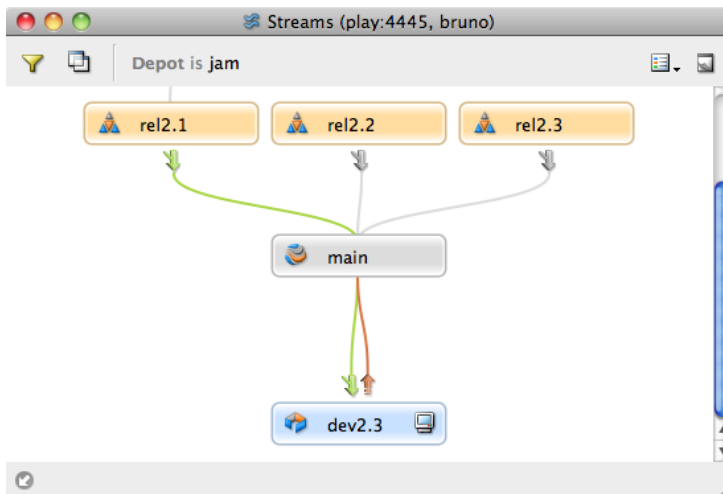 Streams (play:4445, bruno)
Depot is jam
rel2.1
rel2.2
rel2.3
main
dev2.3